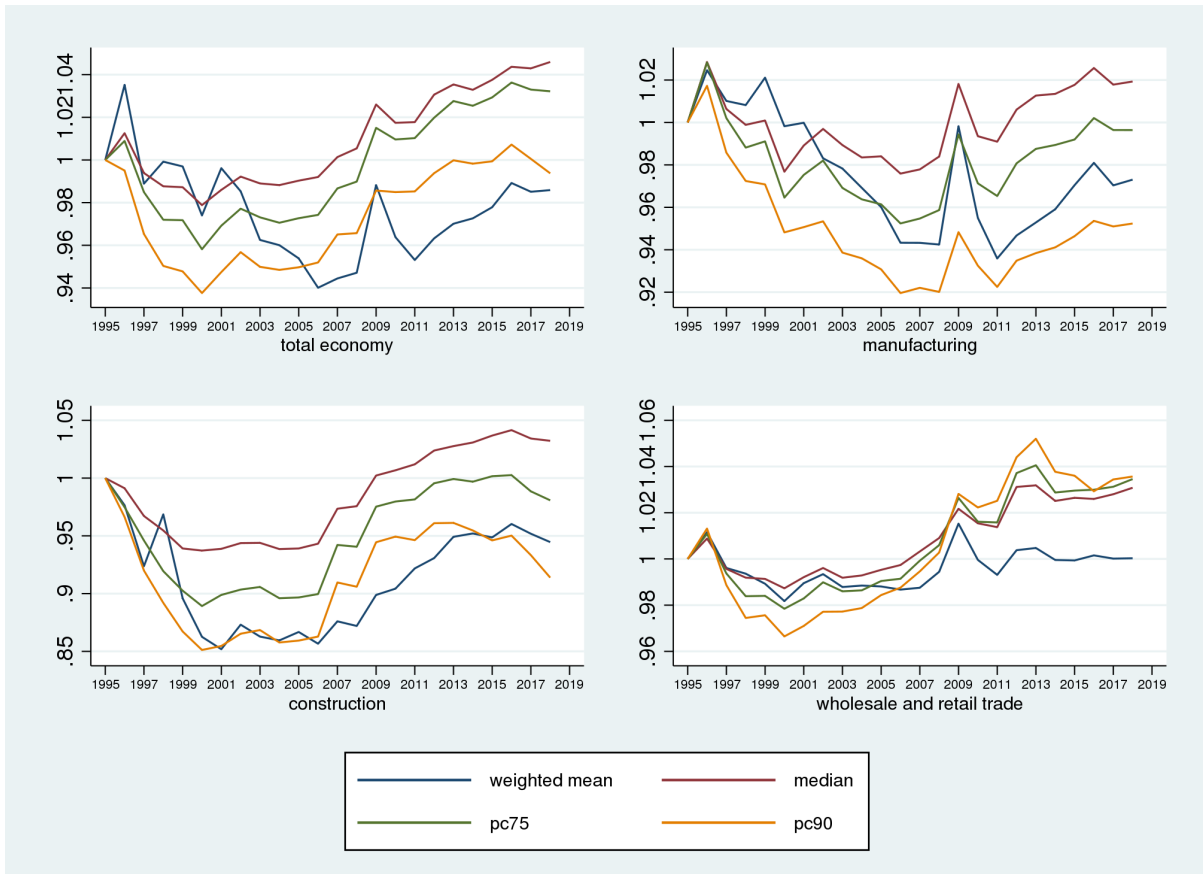 .94 .96 .98 1 1.02 1.04
1995 1997 1999 2001 2003 2005 2007 2009 2011 2013 2015 2017 2019
total economy
.92 .94 .96 .98 1 1.02
1995 1997 1999 2001 2003 2005 2007 2009 2011 2013 2015 2017 2019
manufacturing
.85 .9 .95 1 1.05
1995 1997 1999 2001 2003 2005 2007 2009 2011 2013 2015 2017 2019
construction
.96 .98 1 1.02 1.04 1.06
1995 1997 1999 2001 2003 2005 2007 2009 2011 2013 2015 2017 2019
wholesale and retail trade
weighted mean median
pc75 pc90